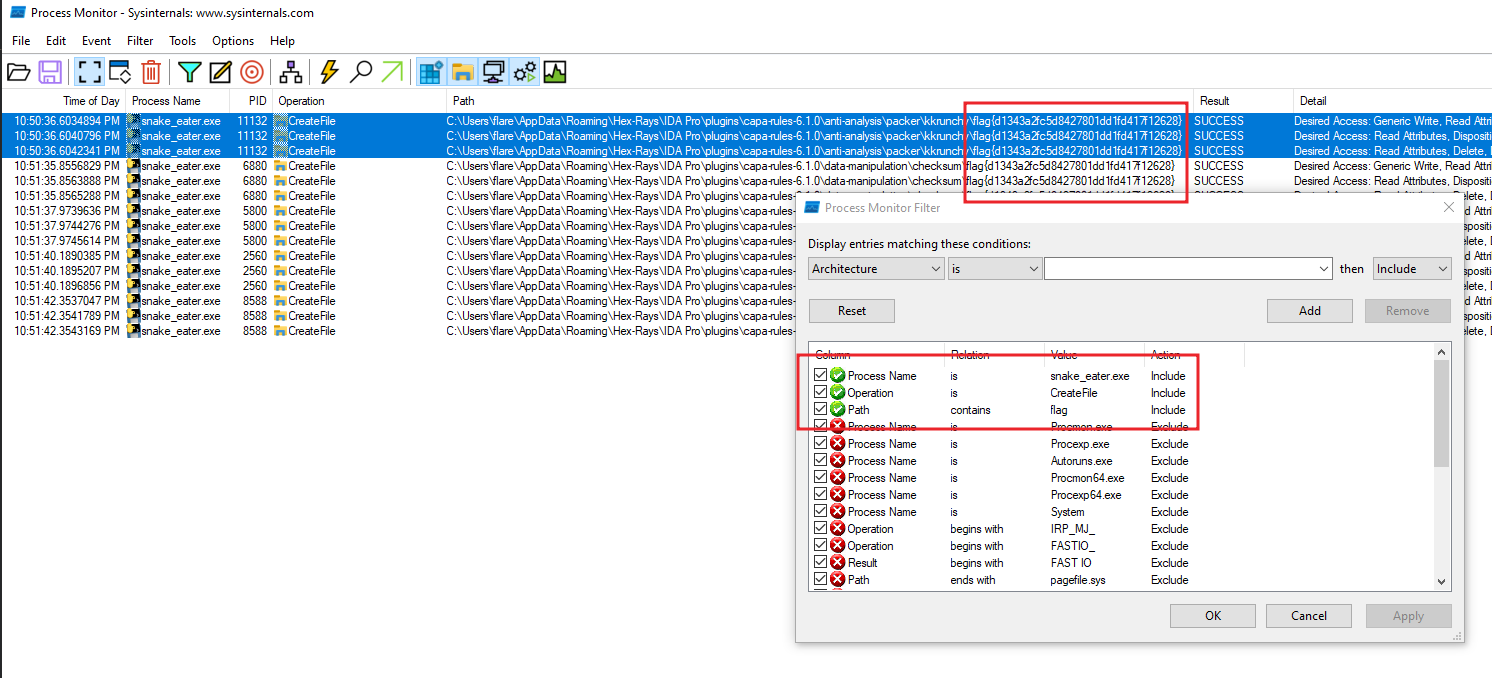 Process Monitor - Sysinternals: www.sysinternals.com
File Edit Event Filter Tools Options Help
Time of Day Process Name PID Operation Path Result Detail
10:50:36.6034894 PM snake_eater.exe 11132 CreateFile C:\Users\flare\AppData\Roaming\Hex-Rays\IDA Pro\plugins\capa-rules-6.1.0\anti-analysis\packer\kkrunchy\flag{d1343a2fc5d8427801dd1fd417f12628} SUCCESS Desired Access: Generic Write, Read
10:50:36.6040796 PM snake_eater.exe 11132 CreateFile C:\Users\flare\AppData\Roaming\Hex-Rays\IDA Pro\plugins\capa-rules-6.1.0\anti-analysis\packer\kkrunchy\flag{d1343a2fc5d8427801dd1fd417f12628} SUCCESS Desired Access: Read Attributes, Dispositi
10:50:36.6042341 PM snake_eater.exe 11132 CreateFile C:\Users\flare\AppData\Roaming\Hex-Rays\IDA Pro\plugins\capa-rules-6.1.0\anti-analysis\packer\kkrunchy\flag{d1343a2fc5d8427801dd1fd417f12628} SUCCESS Desired Access: Read Attributes, Delete,
10:51:35.8556829 PM snake_eater.exe 6880 CreateFile C:\Users\flare\AppData\Roaming\Hex-Rays\IDA Pro\plugins\capa-rules-6.1.0\data-manipulation\checksum\flag{d1343a2fc5d8427801dd1fd417f12628} SUCCESS Desired Access: Generic Write, Read
10:51:35.8563888 PM snake_eater.exe 6880 CreateFile C:\Users\flare\AppData\Roaming\Hex-Rays\IDA Pro\plugins\capa-rules-6.1.0\data-manipulation\checksum\flag{d1343a2fc5d8427801dd1fd417f12628} SUCCESS Desired Access: Read Attributes, Dispositi
10:51:35.8565288 PM snake_eater.exe 6880 CreateFile C:\Users\flare\AppData\Roaming\Hex-Rays\IDA Pro\plugins\capa-rules-
10:51:37.9739636 PM snake_eater.exe 5800 CreateFile C:\Users\flare\AppData\Roaming\Hex-Rays\IDA Pro\plugins\capa-rules-
10:51:37.9744276 PM snake_eater.exe 5800 CreateFile C:\Users\flare\AppData\Roaming\Hex-Rays\IDA Pro\plugins\capa-rules-
10:51:37.9745614 PM snake_eater.exe 5800 CreateFile C:\Users\flare\AppData\Roaming\Hex-Rays\IDA Pro\plugins\capa-rules-
10:51:40.1890385 PM snake_eater.exe 2560 CreateFile C:\Users\flare\AppData\Roaming\Hex-Rays\IDA Pro\plugins\capa-rules-
10:51:40.1895207 PM snake_eater.exe 2560 CreateFile C:\Users\flare\AppData\Roaming\Hex-Rays\IDA Pro\plugins\capa-rules-
10:51:40.1896856 PM snake_eater.exe 2560 CreateFile C:\Users\flare\AppData\Roaming\Hex-Rays\IDA Pro\plugins\capa-rules-
10:51:42.3537047 PM snake_eater.exe 8588 CreateFile C:\Users\flare\AppData\Roaming\Hex-Rays\IDA Pro\plugins\capa-rules-
10:51:42.3541789 PM snake_eater.exe 8588 CreateFile C:\Users\flare\AppData\Roaming\Hex-Rays\IDA Pro\plugins\capa-rules-
10:51:42.3543169 PM snake_eater.exe 8588 CreateFile C:\Users\flare\AppData\Roaming\Hex-Rays\IDA Pro\plugins\capa-rules-
Process Monitor Filter
Display entries matching these conditions:
Architecture is then Include
Reset Add Remove
Column Relation Value Action
Process Name is snake_eater.exe Include
Operation is CreateFile Include
Path contains flag Include
Process Name is Procmon.exe Exclude
Process Name is Procexp.exe Exclude
Process Name is Autoruns.exe Exclude
Process Name is Procmon64.exe Exclude
Process Name is Procexp64.exe Exclude
Process Name is System Exclude
Operation begins with IRP_MJ_ Exclude
Operation begins with FASTIO_ Exclude
Result begins with FAST IO Exclude
Path ends with pagefile.sys Exclude
OK Cancel Apply